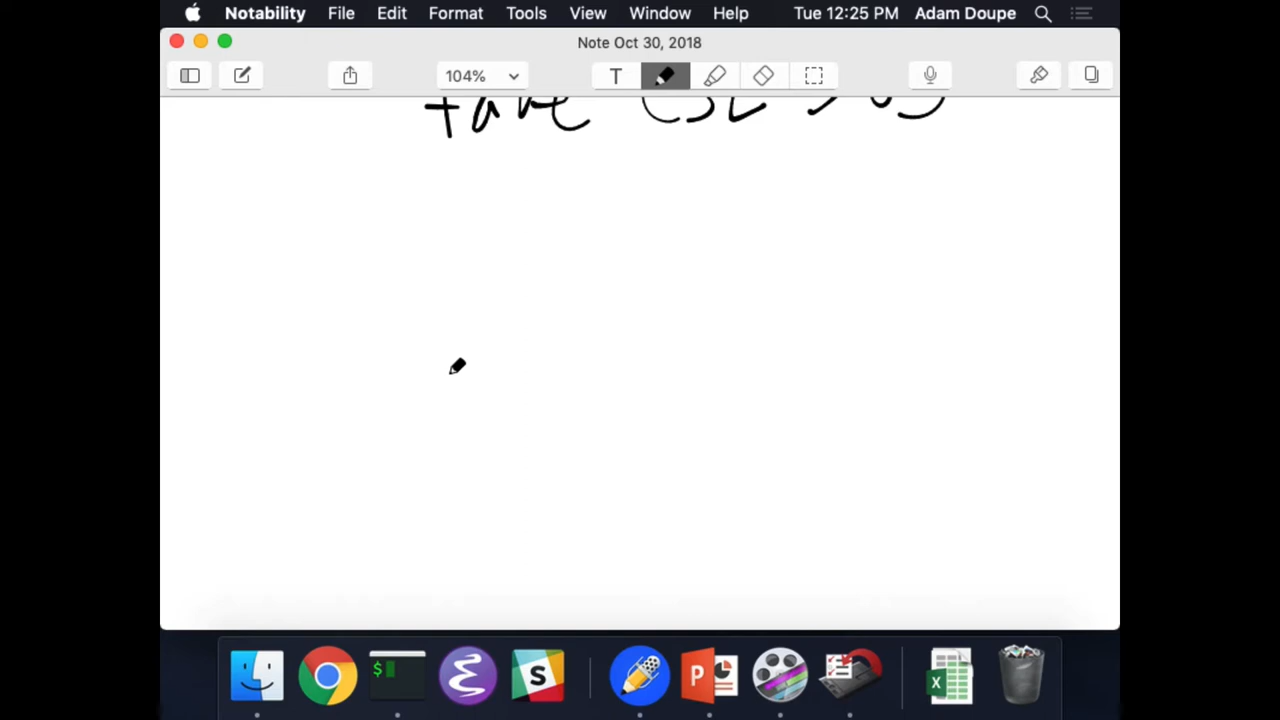 Notability File Edit Format Tools View Window Help Tue 12:25 PM Adam Doupe
Note Oct 30, 2018
104% T
take
$
S
P
X